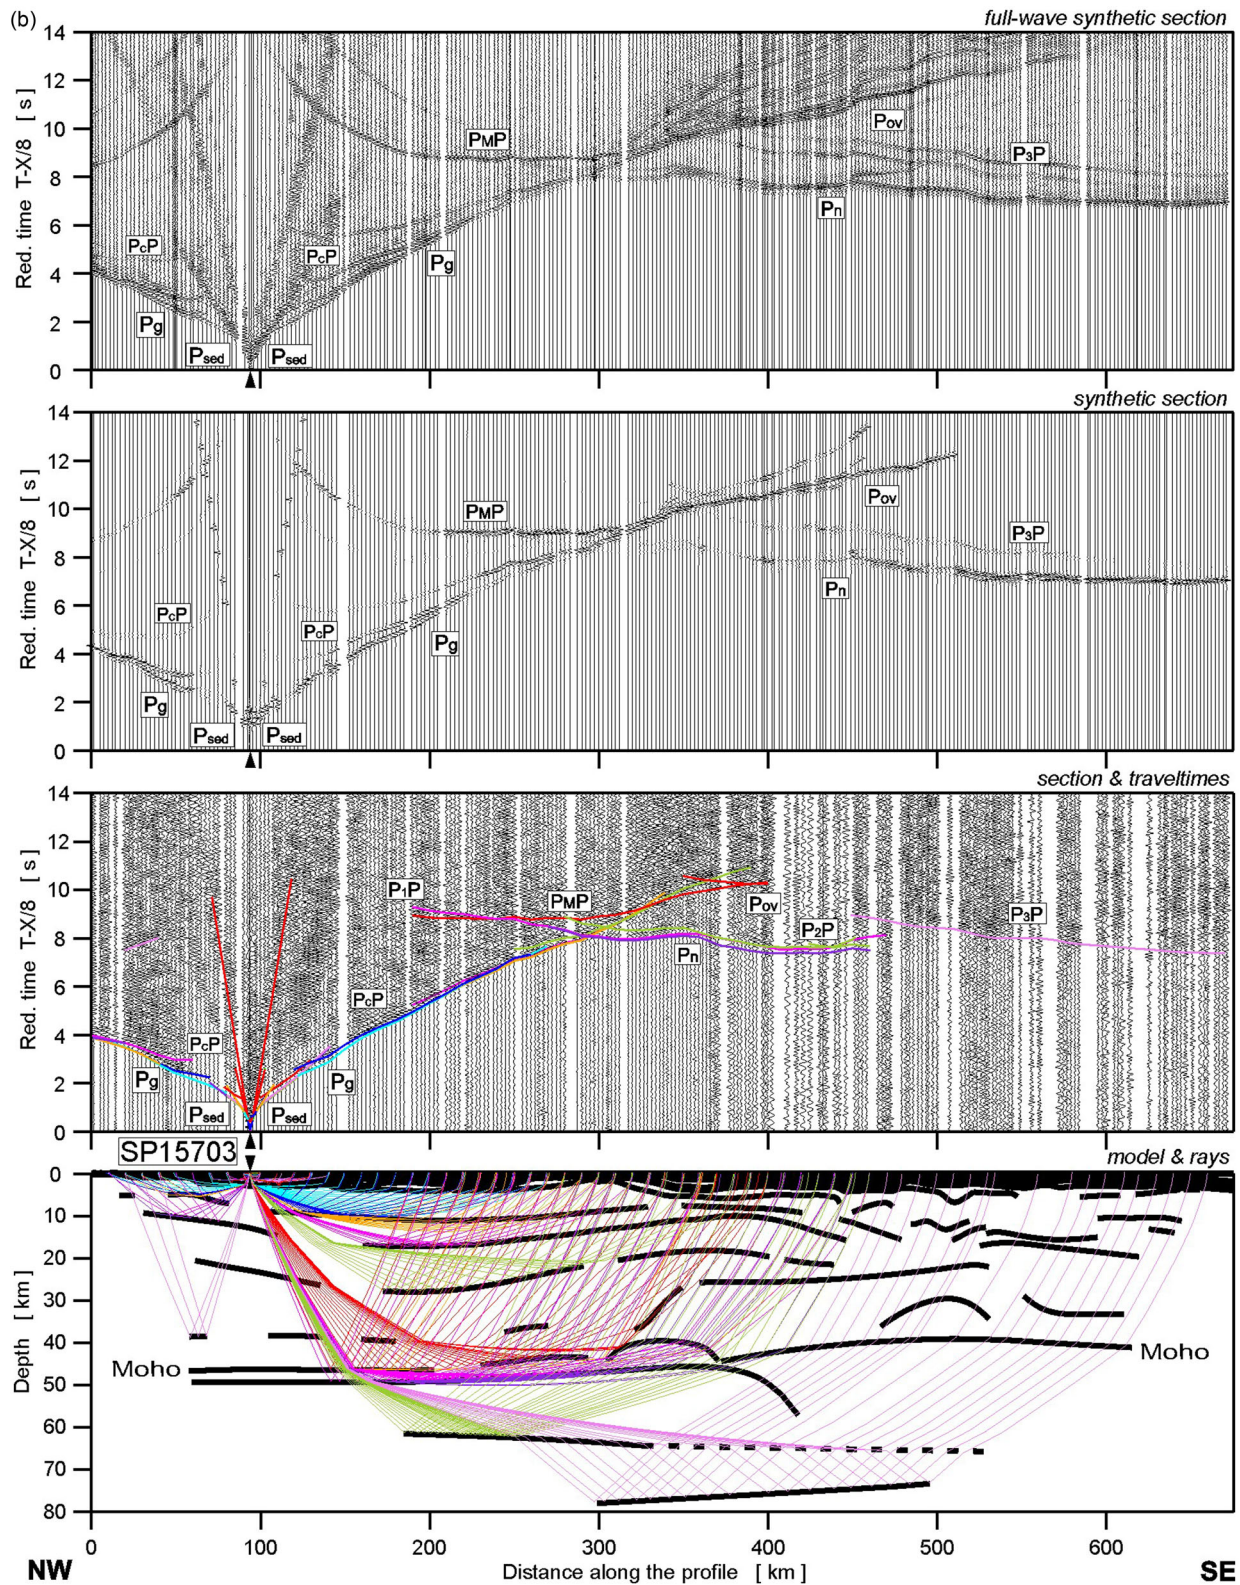 (b)
full-wave synthetic section
14
12
10
8
6
4
2
0
Red. time T-X/8 [ s ]
PcP
Pg
Psed
Psed
PcP
Pg
PMP
Pov
Pn
P3P
synthetic section
14
12
10
8
6
4
2
0
Red. time T-X/8 [ s ]
PcP
Pg
Psed
Psed
PcP
Pg
PMP
Pov
Pn
P3P
section & traveltimes
14
12
10
8
6
4
2
0
Red. time T-X/8 [ s ]
PcP
Pg
Psed
Psed
Pg
PcP
P1P
PMP
Pov
P2P
Pn
P3P
SP15703
model & rays
0
10
20
30
40
50
60
70
80
Depth [ km ]
Moho
Moho
0 100 200 300 400 500 600
NW Distance along the profile [ km ] SE